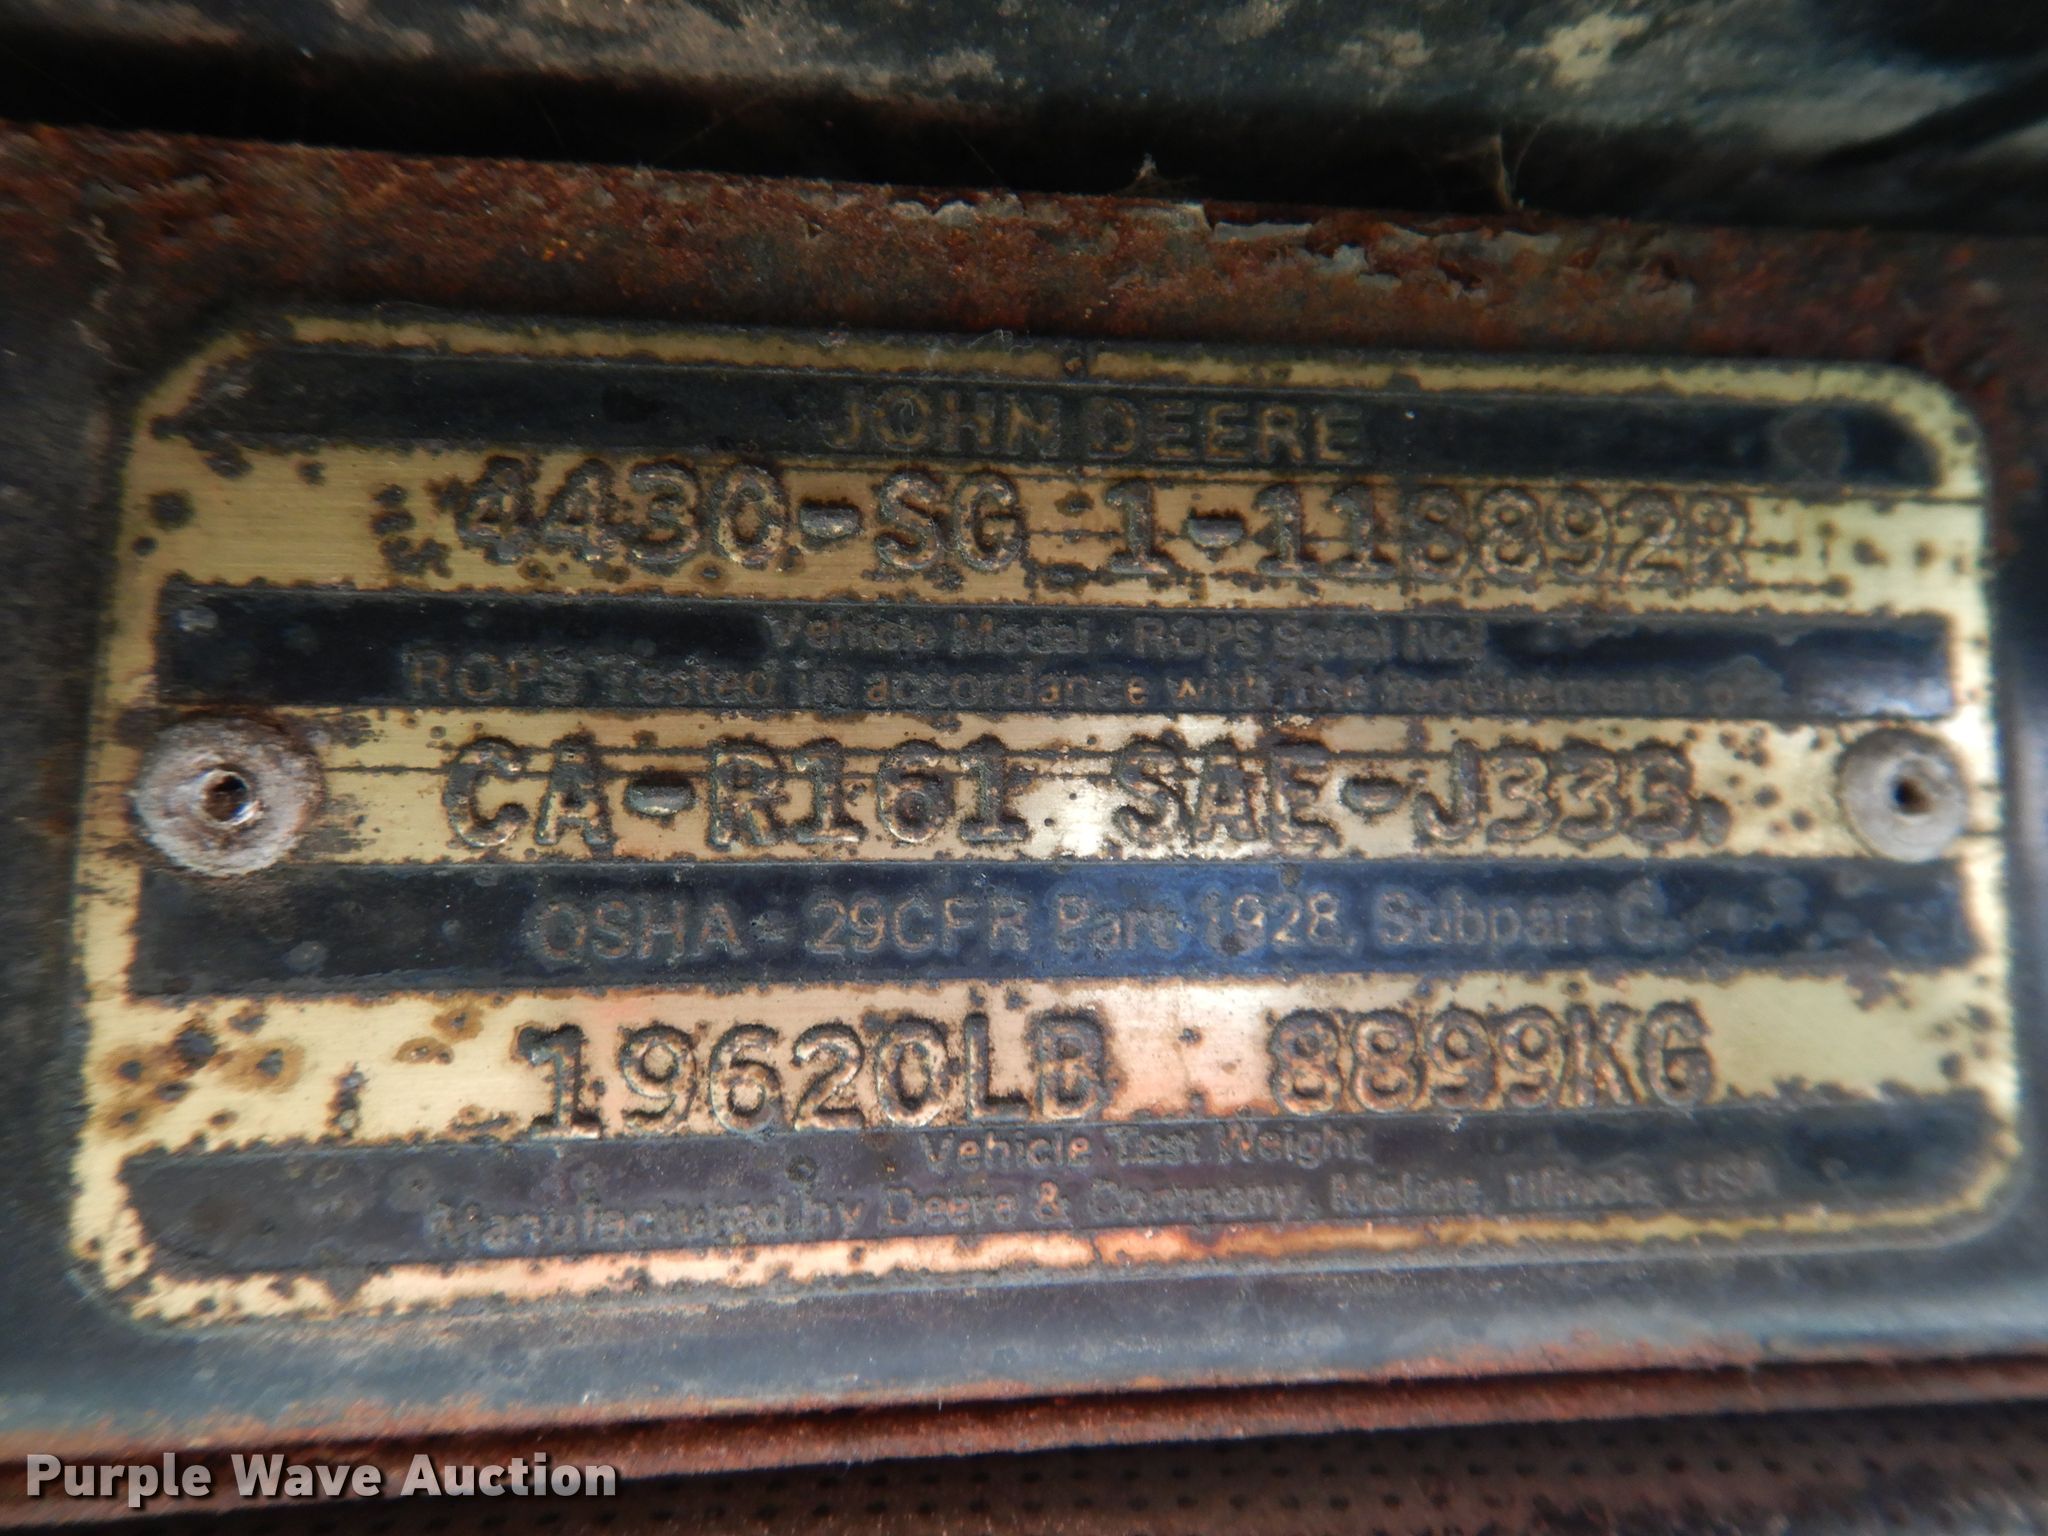 JOHN DEERE
4430-SG 1-118892R
Vehicle Model - ROPS Serial No.
ROPS Tested in accordance with the requirements of:
CA-R161 SAE-J333.
OSHA - 29CFR Part 1928, Subpart C.
19620LB 8899KG
Vehicle Test Weight
Manufactured by Deere & Company, Moline, Illinois, USA
Purple Wave Auction